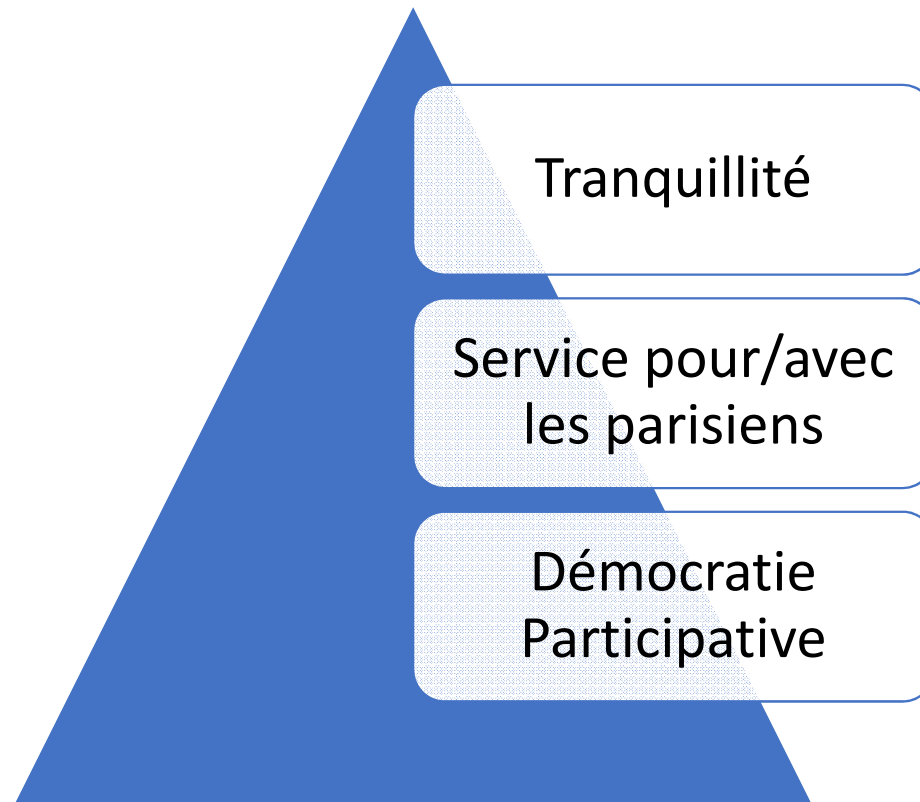 Tranquillité
Service pour/avec
les parisiens
Démocratie
Participative